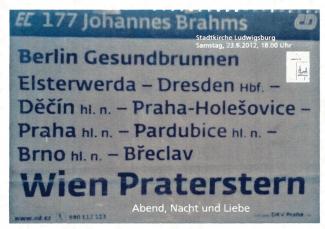 EC 177 Johannes Brahms ČD
Stadtkirche Ludwigsburg
Samstag, 23.6.2012, 18.00 Uhr
Berlin Gesundbrunnen
Elsterwerda – Dresden Hbf. –
Děčín hl. n. – Praha-Holešovice –
Praha hl. n. – Pardubice hl. n. –
Brno hl. n. – Břeclav
Wien Praterstern
Abend, Nacht und Liebe
www.cd.cz
Praha